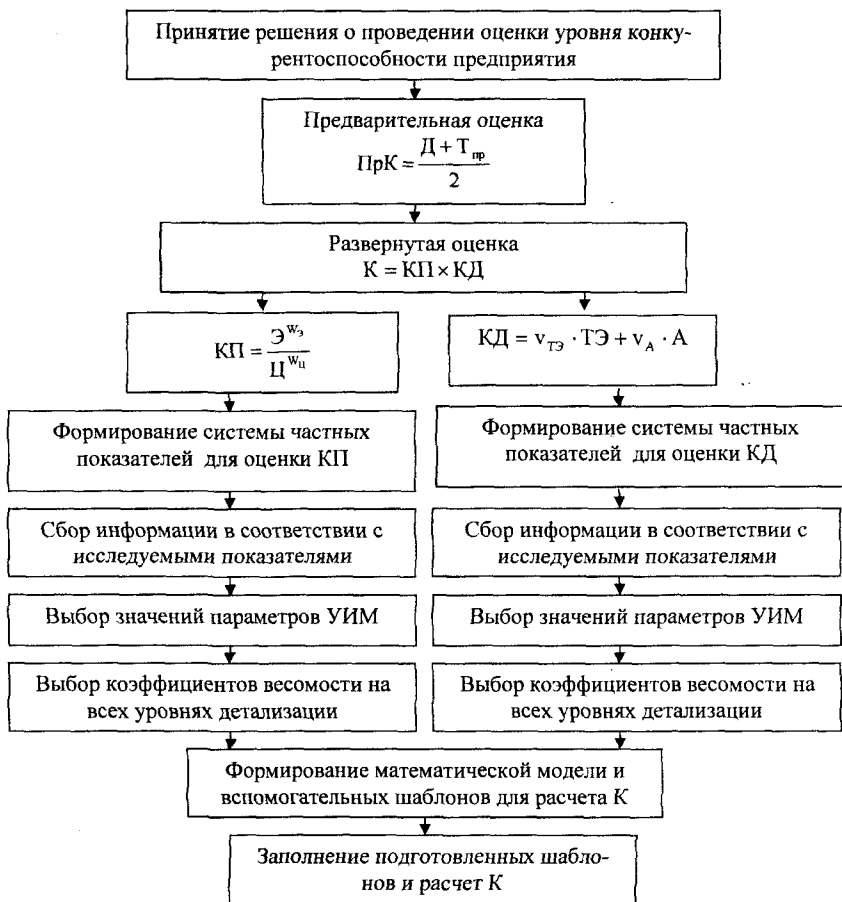 Принятие решения о проведении оценки уровня конку-
рентоспособности предприятия
Предварительная оценка
ПрК = (Д + Т_пр) / 2
Развернутая оценка
К = КП × КД
КП = Э^(w_Э) / Ц^(w_Ц)
КД = v_ТЭ · ТЭ + v_А · А
Формирование системы частных
показателей для оценки КП
Сбор информации в соответствии с
исследуемыми показателями
Выбор значений параметров УИМ
Выбор коэффициентов весомости на
всех уровнях детализации
Формирование системы частных
показателей для оценки КД
Сбор информации в соответствии с
исследуемыми показателями
Выбор значений параметров УИМ
Выбор коэффициентов весомости на
всех уровнях детализации
Формирование математической модели и
вспомогательных шаблонов для расчета К
Заполнение подготовленных шабло-
нов и расчет К